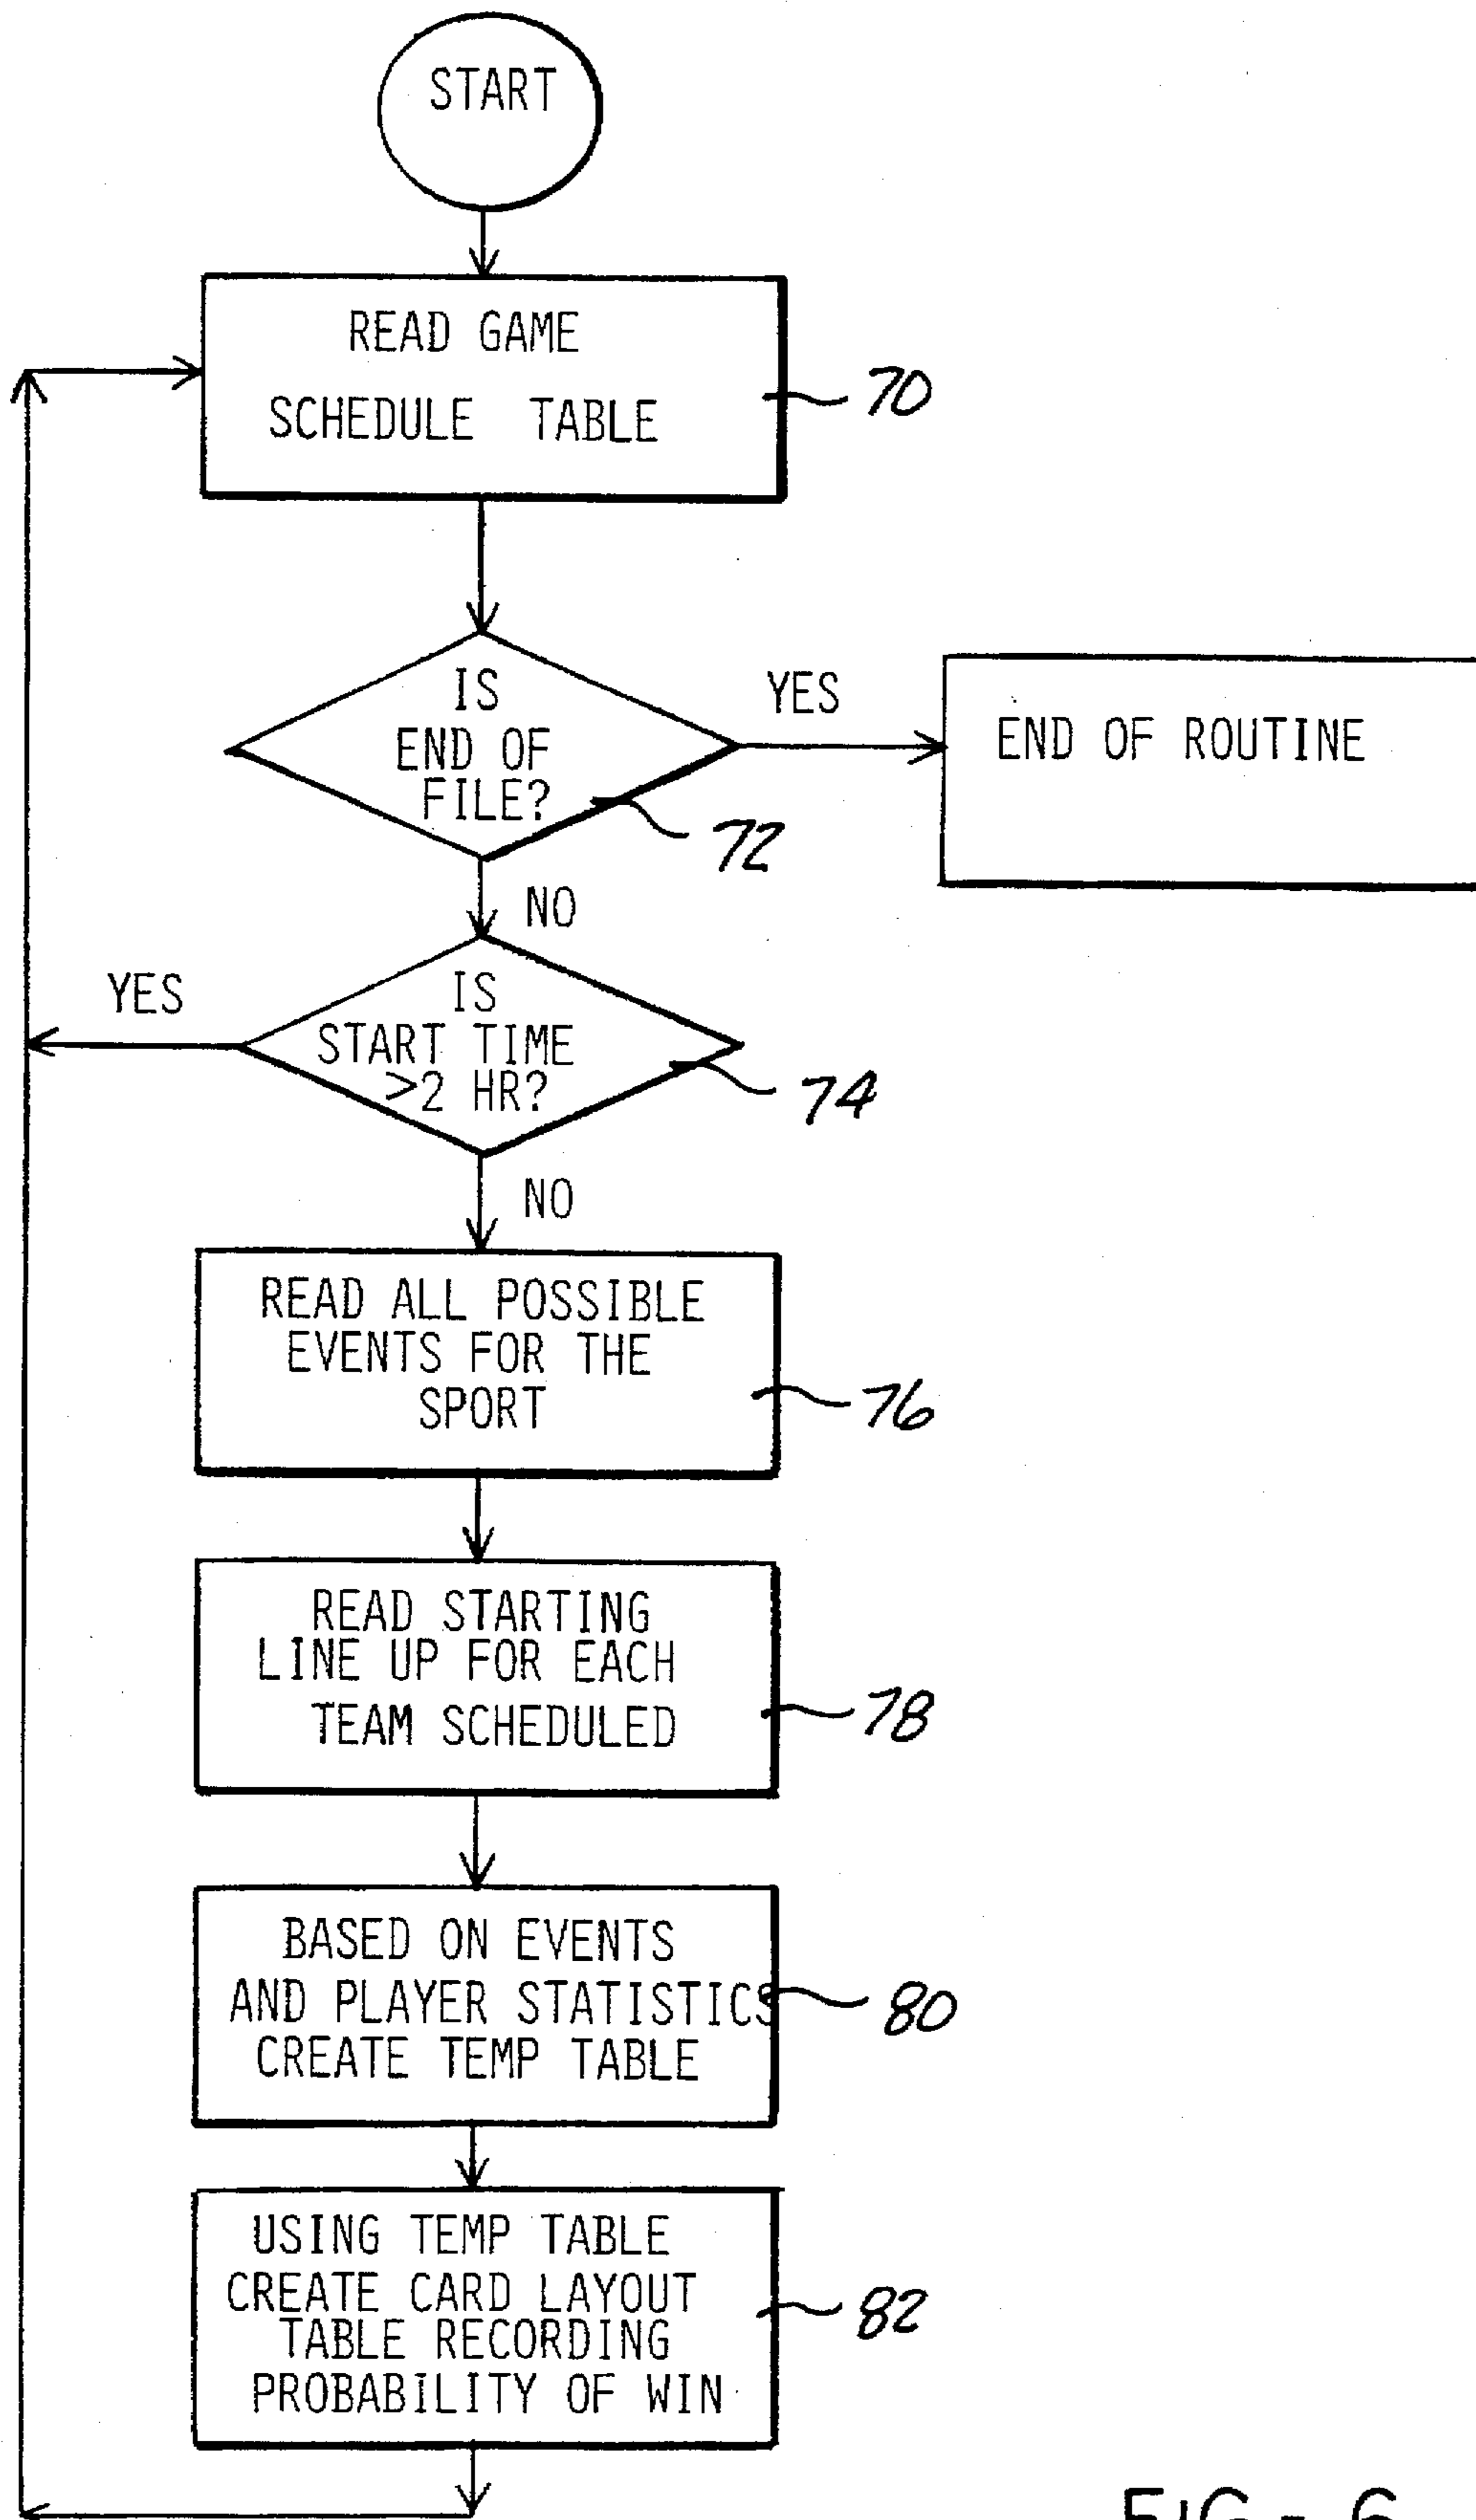 START
READ GAME
SCHEDULE TABLE
70
IS
END OF
FILE?
72
YES
END OF ROUTINE
NO
IS
START TIME
>2 HR?
74
YES
NO
READ ALL POSSIBLE
EVENTS FOR THE
SPORT
76
READ STARTING
LINE UP FOR EACH
TEAM SCHEDULED
78
BASED ON EVENTS
AND PLAYER STATISTICS
CREATE TEMP TABLE
80
USING TEMP TABLE
CREATE CARD LAYOUT
TABLE RECORDING
PROBABILITY OF WIN
82
FIG - 6